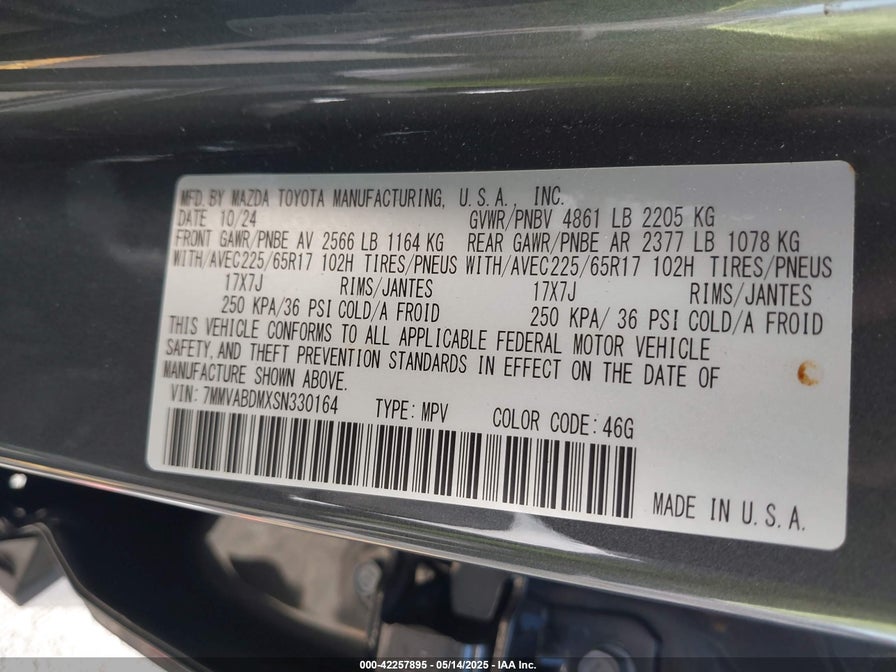 MFD. BY MAZDA TOYOTA MANUFACTURING, U.S.A., INC.
DATE 10/24 GVWR/PNBV 4861 LB 2205 KG
FRONT GAWR/PNBE AV 2566 LB 1164 KG REAR GAWR/PNBE AR 2377 LB 1078 KG
WITH/AVEC225/65R17 102H TIRES/PNEUS WITH/AVEC225/65R17 102H TIRES/PNEUS
17X7J RIMS/JANTES 17X7J RIMS/JANTES
250 KPA/36 PSI COLD/A FROID 250 KPA/ 36 PSI COLD/A FROID
THIS VEHICLE CONFORMS TO ALL APPLICABLE FEDERAL MOTOR VEHICLE
SAFETY, AND THEFT PREVENTION STANDARDS IN EFFECT ON THE DATE OF
MANUFACTURE SHOWN ABOVE.
VIN: 7MMVABDMXSN330164 TYPE: MPV COLOR CODE: 46G
MADE IN U.S.A.
000-42257895 - 05/14/2025 - IAA Inc.